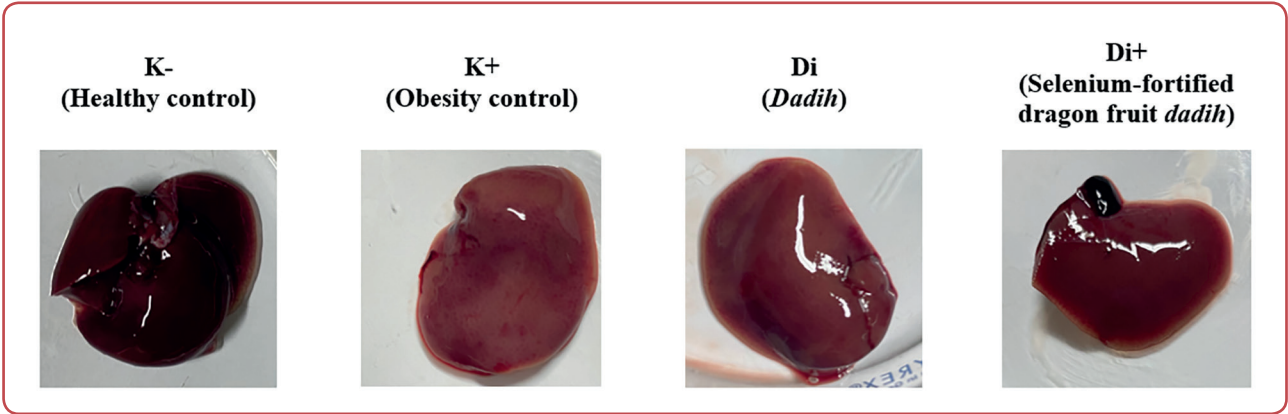 K-
(Healthy control)
K+
(Obesity control)
Di
(Dadih)
Di+
(Selenium-fortified
dragon fruit dadih)